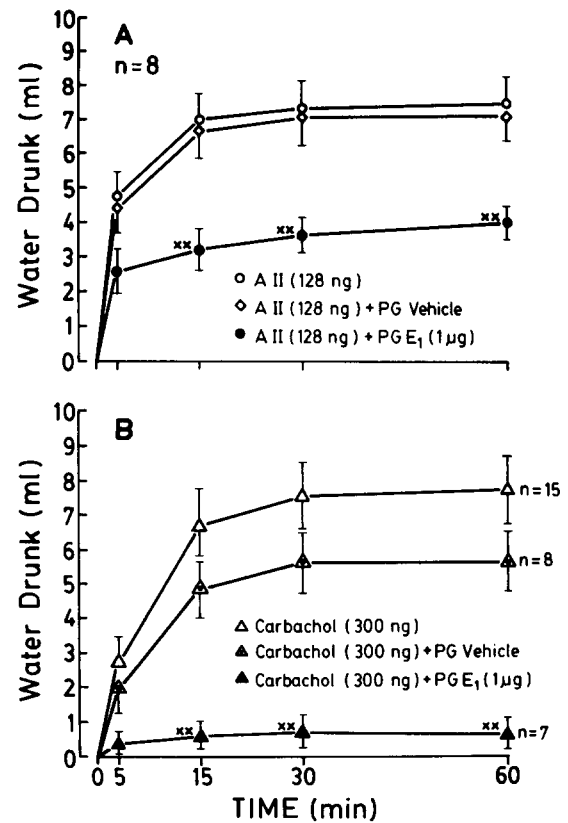 A
n=8
Water Drunk (ml)
10
9
8
7
6
5
4
3
2
1
0
xx
xx
xx
A II (128 ng)
A II (128 ng) + PG Vehicle
A II (128 ng) + PGE₁ (1μg)
B
Water Drunk (ml)
10
9
8
7
6
5
4
3
2
1
0
n=15
n=8
Carbachol (300 ng)
Carbachol (300 ng) + PG Vehicle
Carbachol (300 ng) + PGE₁ (1μg)
xx
xx
xx
n=7
0 5 15 30 60
TIME (min)